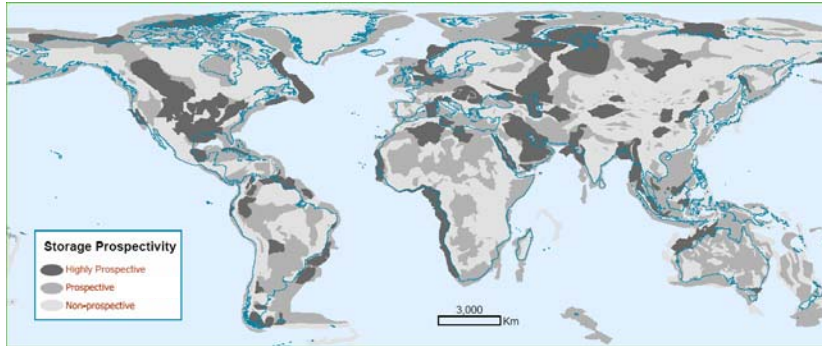 Storage Prospectivity
Highly Prospective
Prospective
Non-prospective
3,000
Km